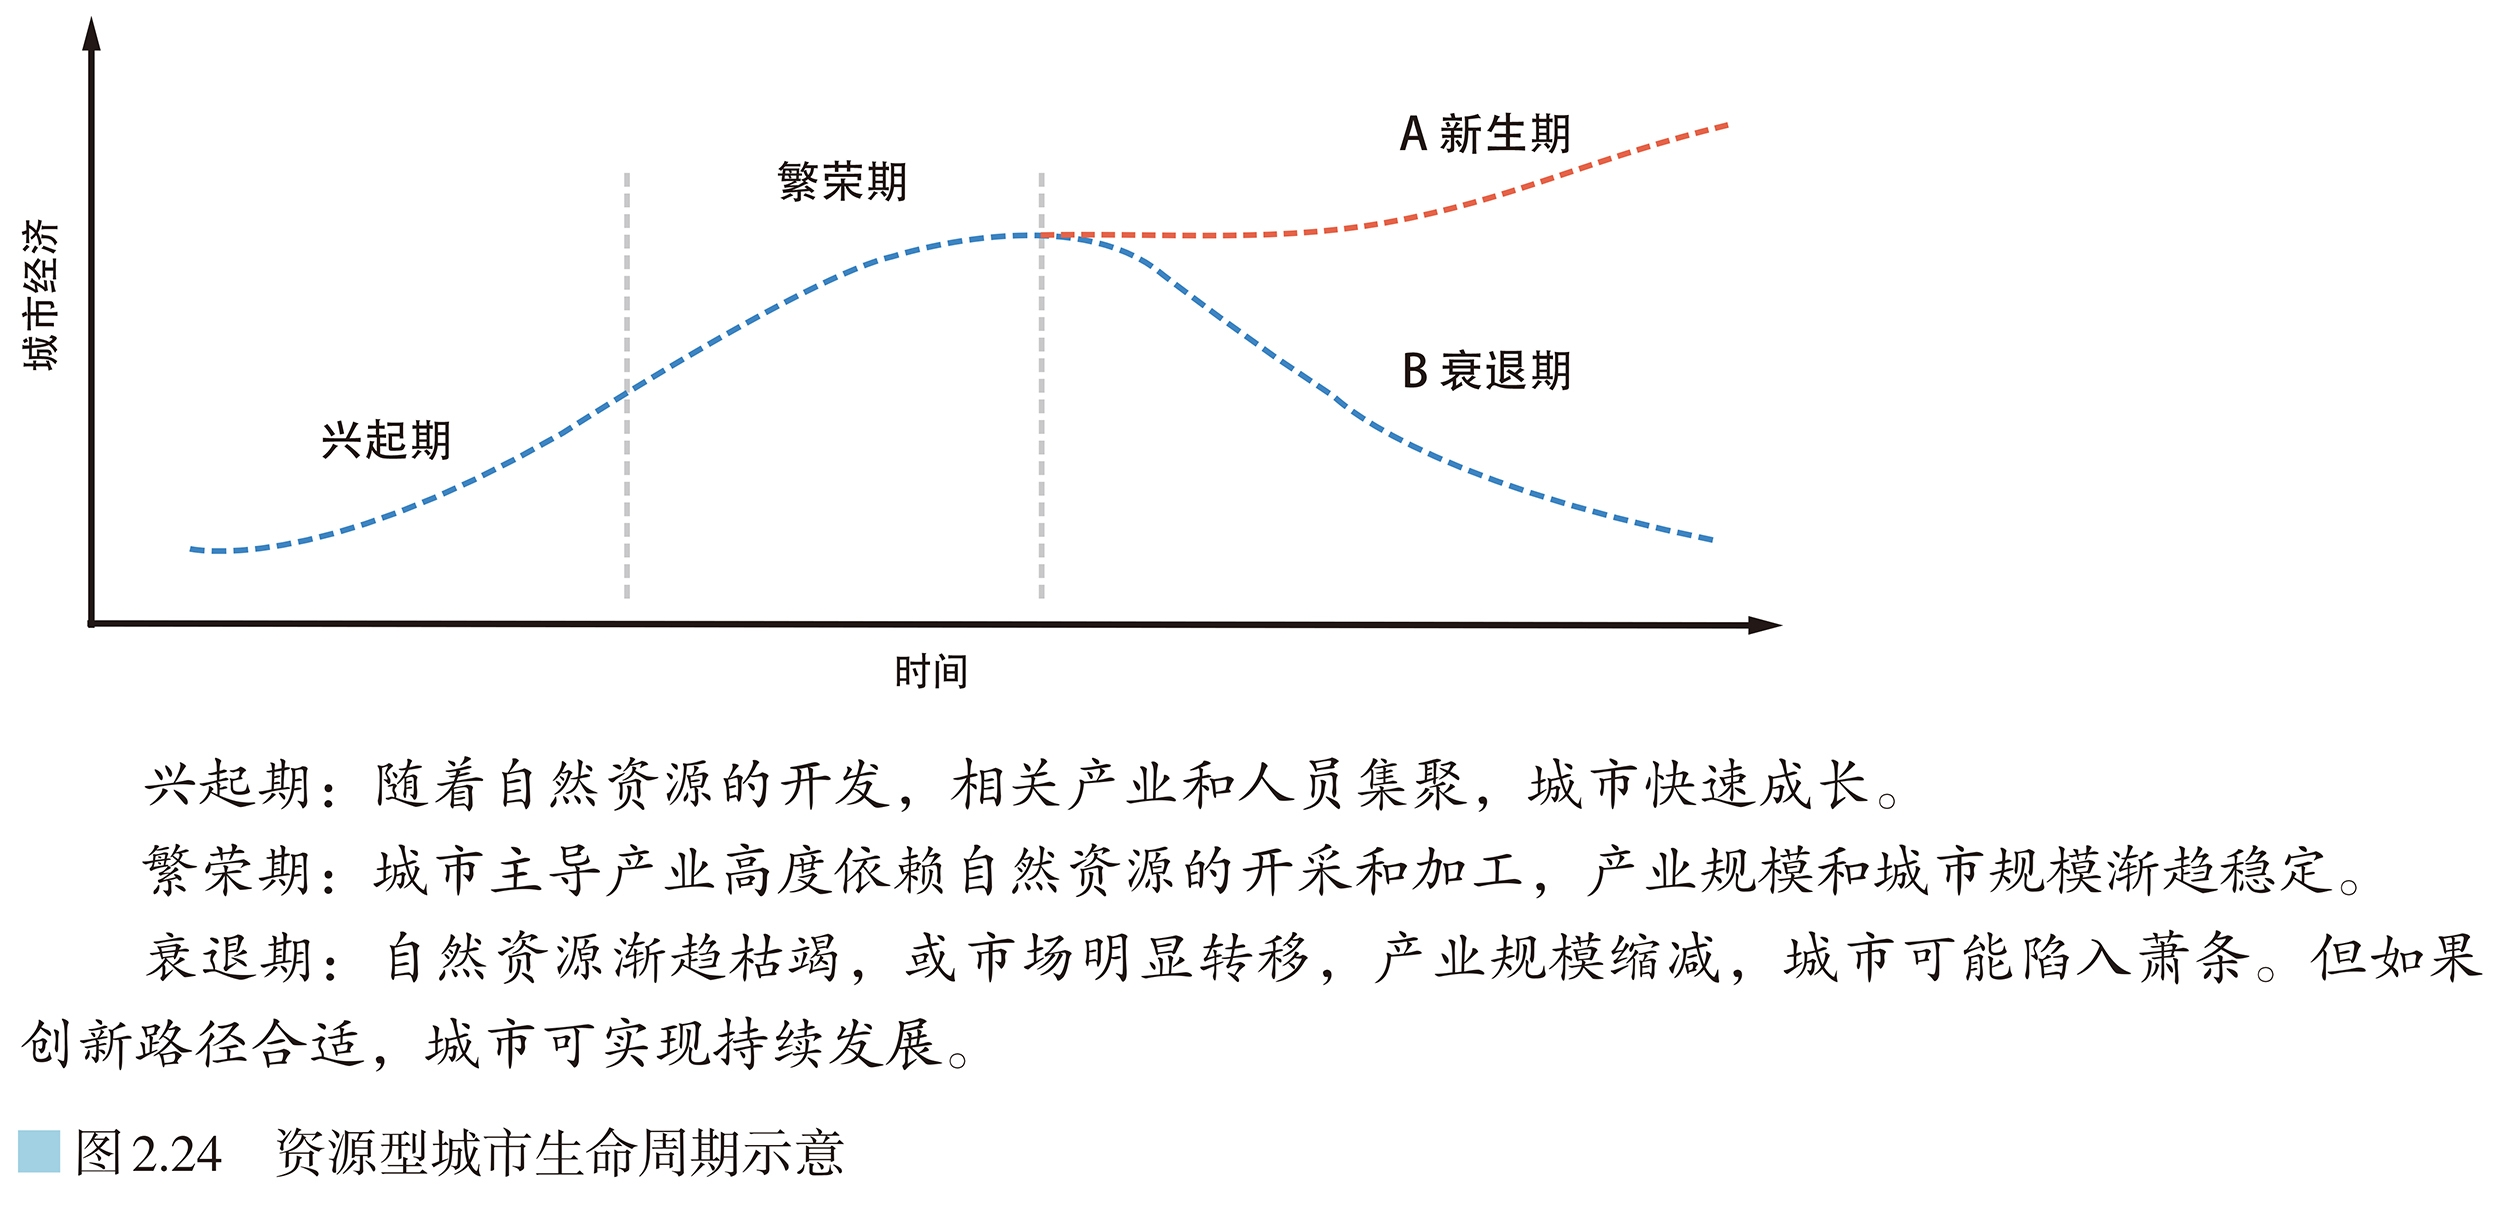 A 新生期
繁荣期
城市经济
B 衰退期
兴起期
时间
兴起期：随着自然资源的开发，相关产业和人员集聚，城市快速成长。
繁荣期：城市主导产业高度依赖自然资源的开采和加工，产业规模和城市规模渐趋稳定。
衰退期：自然资源渐趋枯竭，或市场明显转移，产业规模缩减，城市可能陷入萧条。但如果
创新路径合适，城市可实现持续发展。
图2.24 资源型城市生命周期示意